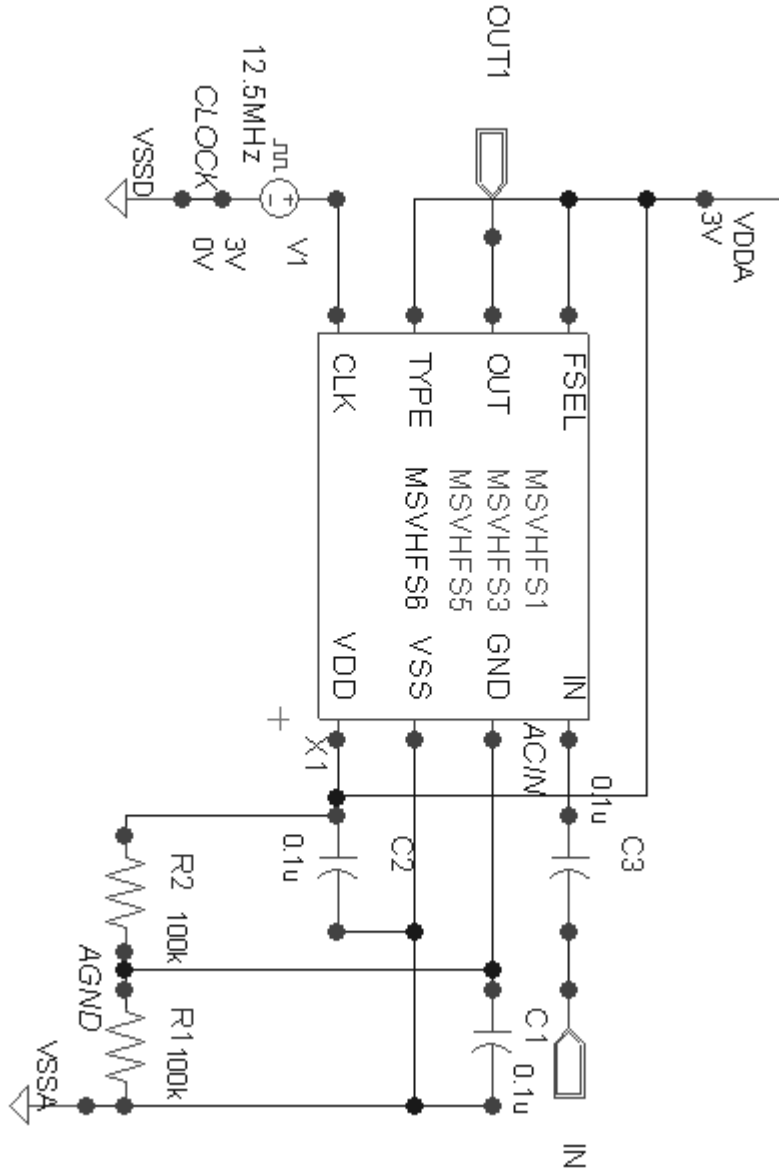 VDDA
3V
C3
0.1u
IN
FSEL
IN
ACIN
MSVHFS1
C1
0.1u
OUT1
OUT
MSVHFS3
GND
MSVHFS5
TYPE
MSVHFS6
VSS
C2
0.1u
CLK
VDD
X1
V1
12.5MHz
3V
CLOCK
0V
R2
100k
R1
100k
VSSD
AGND
VSSA